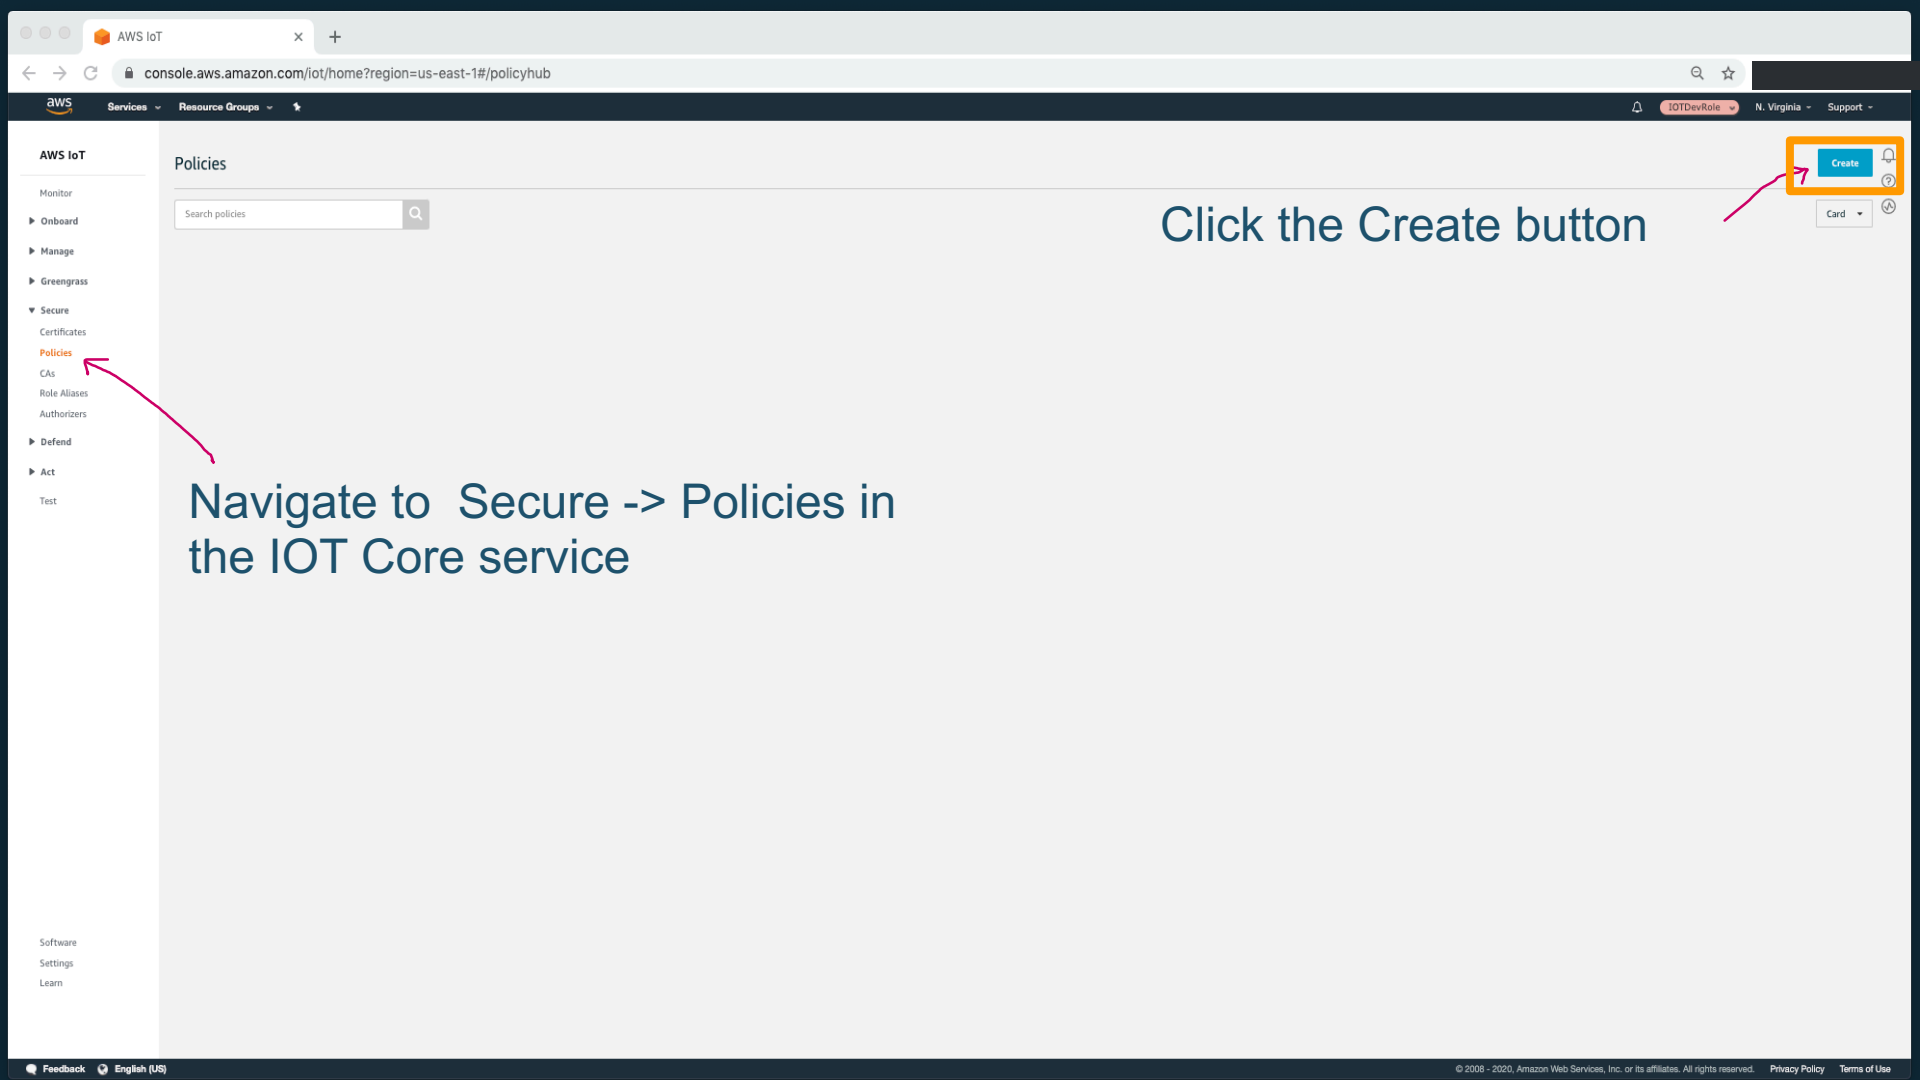 AWS IoT
console.aws.amazon.com/iot/home?region=us-east-1#/policyhub
aws
Services
Resource Groups
IOTDevRole
N. Virginia
Support
AWS IoT
Policies
Create
Search policies
Card
Click the Create button
Monitor
Onboard
Manage
Greengrass
Secure
Certificates
Policies
CAs
Role Aliases
Authorizers
Defend
Act
Test
Navigate to  Secure -> Policies in
the IOT Core service
Software
Settings
Learn
Feedback
English (US)
© 2008 - 2020, Amazon Web Services, Inc. or its affiliates. All rights reserved.
Privacy Policy
Terms of Use